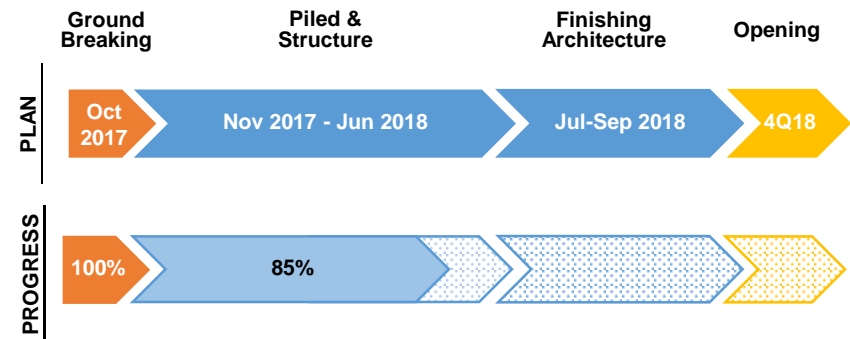 Ground
Breaking
Piled &
Structure
Finishing
Architecture
Opening
PLAN
Oct
2017
Nov 2017 - Jun 2018
Jul-Sep 2018
4Q18
PROGRESS
100%
85%